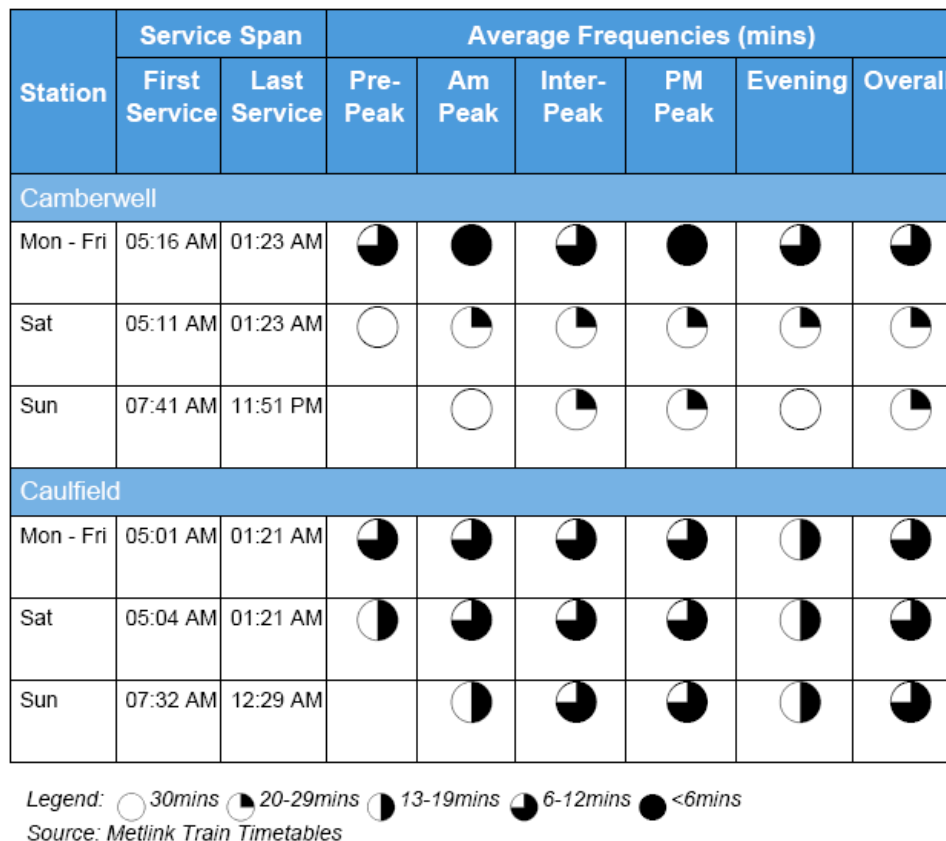 Service Span Average Frequencies (mins)
Station First Service Last Service Pre-Peak Am Peak Inter-Peak PM Peak Evening Overall
Camberwell
Mon - Fri 05:16 AM 01:23 AM
Sat 05:11 AM 01:23 AM
Sun 07:41 AM 11:51 PM
Caulfield
Mon - Fri 05:01 AM 01:21 AM
Sat 05:04 AM 01:21 AM
Sun 07:32 AM 12:29 AM
Legend: 30mins 20-29mins 13-19mins 6-12mins <6mins
Source: Metlink Train Timetables